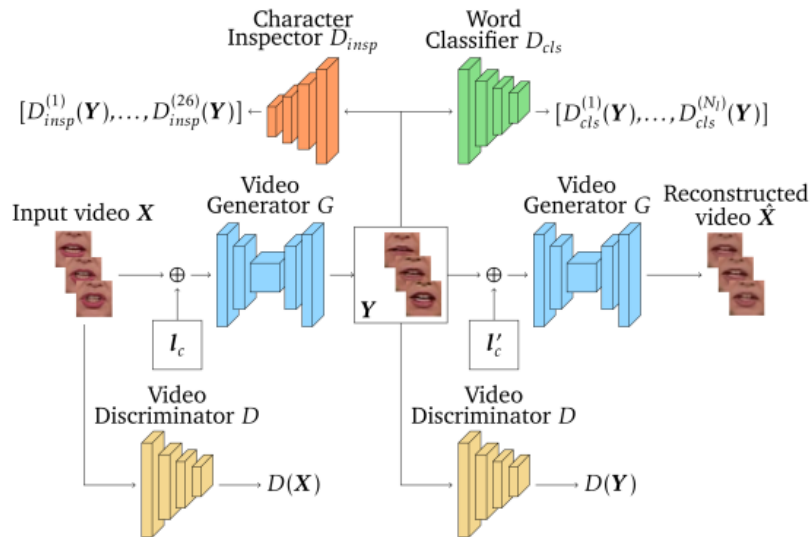 Character
Inspector D_insp
Word
Classifier D_cls
[D_insp^(1)(Y),..., D_insp^(26)(Y)]
[D_cls^(1)(Y),..., D_cls^(N_l)(Y)]
Input video X
Video
Generator G
Video
Generator G
Reconstructed
video X̂
⊕
⊕
Y
l_c
l'_c
Video
Discriminator D
Video
Discriminator D
D(X)
D(Y)